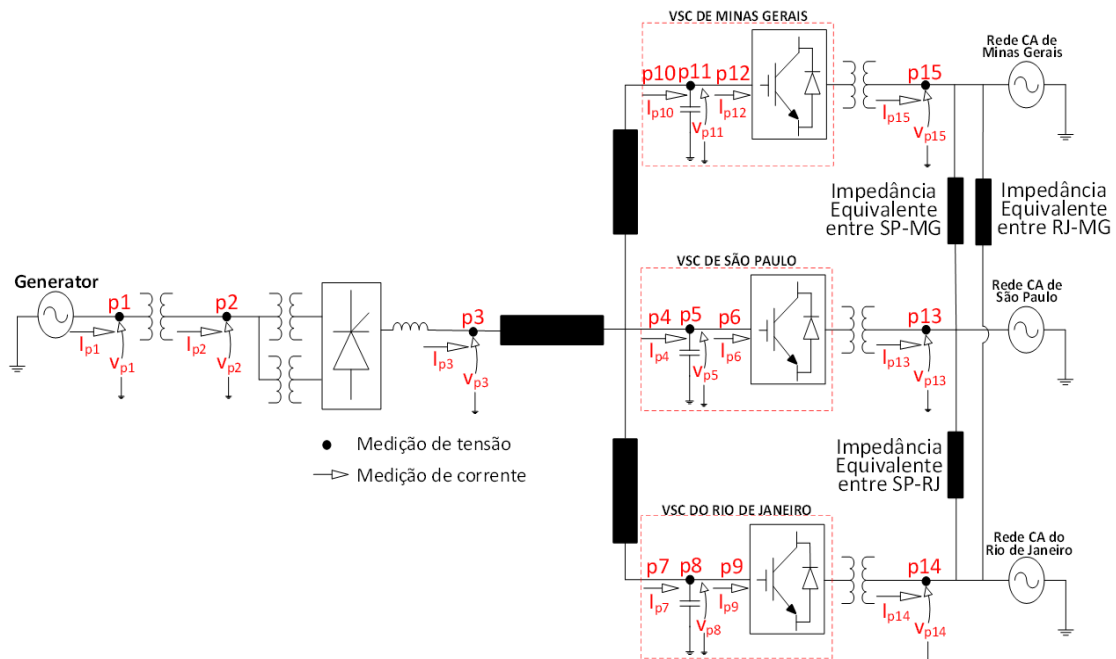 VSC DE MINAS GERAIS
Rede CA de
Minas Gerais
p10
p11
p12
p15
Ip10
Ip12
vp11
Ip15
vp15
Impedância
Equivalente
entre SP-MG
Impedância
Equivalente
entre RJ-MG
Generator
p1
p2
p3
Ip1
vp1
Ip2
vp2
Ip3
vp3
VSC DE SÃO PAULO
Rede CA de
São Paulo
p4
p5
p6
p13
Ip4
Ip6
vp5
Ip13
vp13
Medição de tensão
Medição de corrente
Impedância
Equivalente
entre SP-RJ
VSC DO RIO DE JANEIRO
Rede CA do
Rio de Janeiro
p7
p8
p9
p14
Ip7
Ip9
vp8
Ip14
vp14